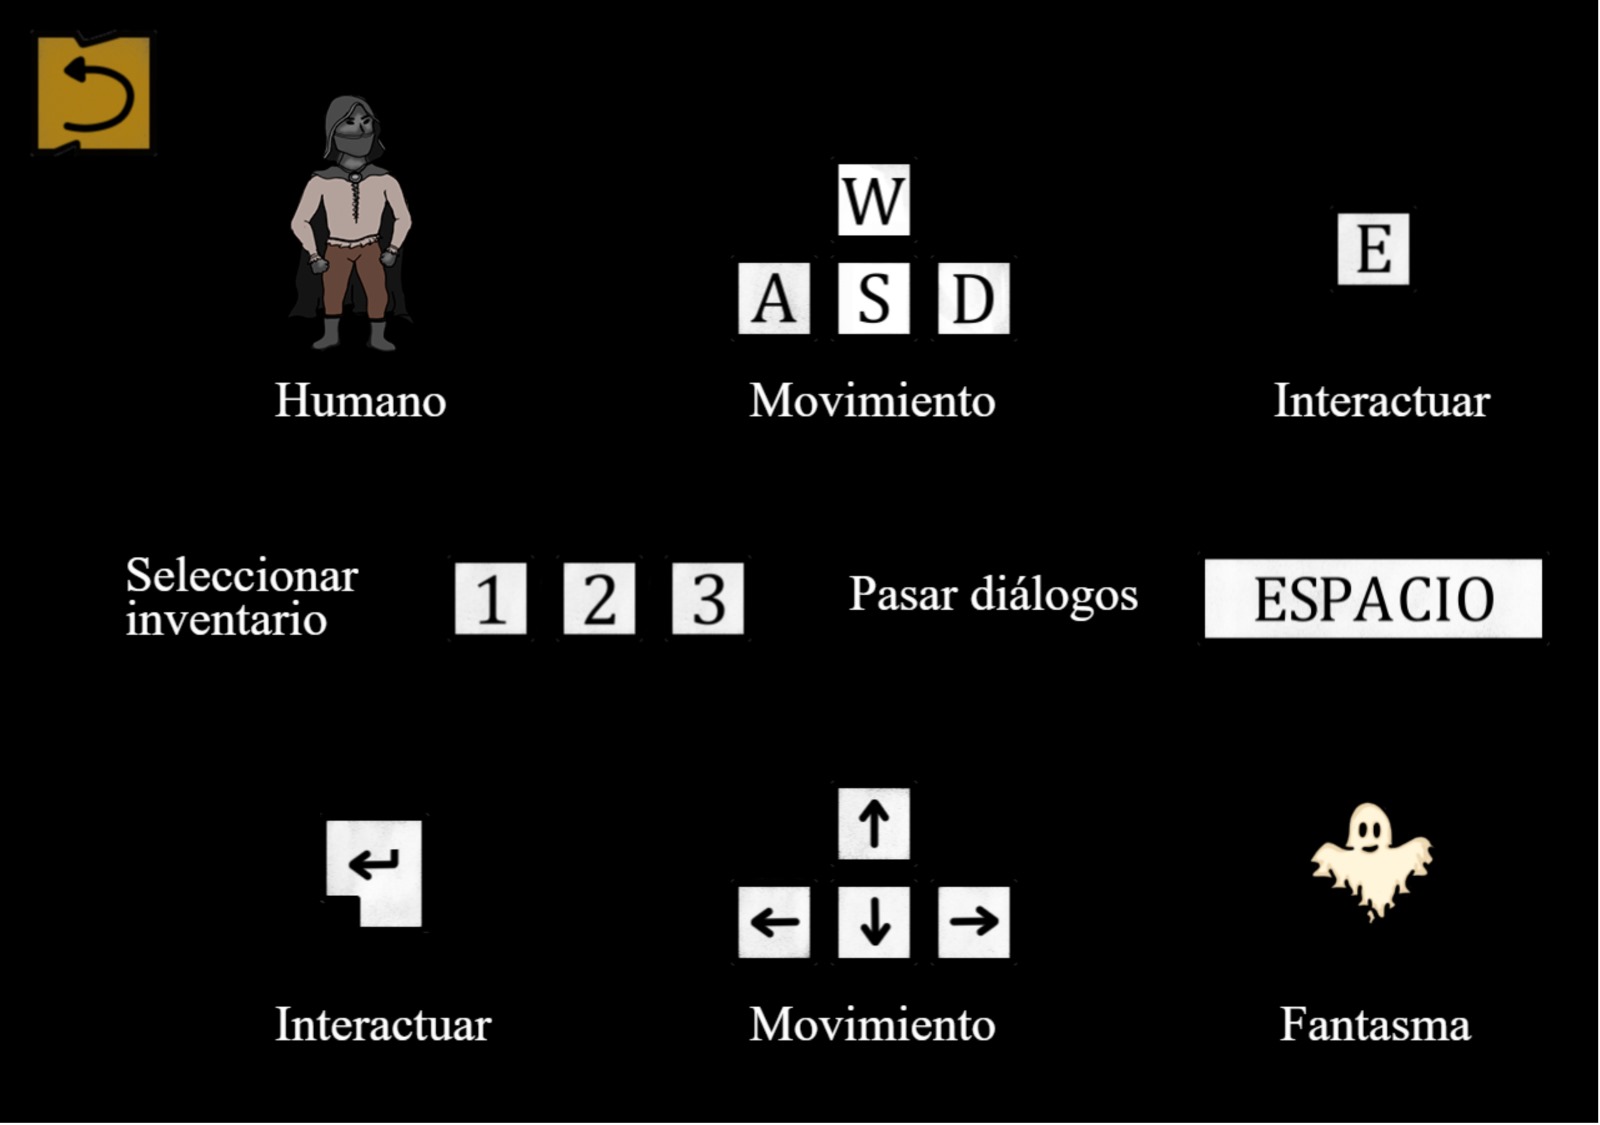 W
A S D
E
Humano
Movimiento
Interactuar
Seleccionar
inventario
1 2 3
Pasar diálogos
ESPACIO
Interactuar
Movimiento
Fantasma